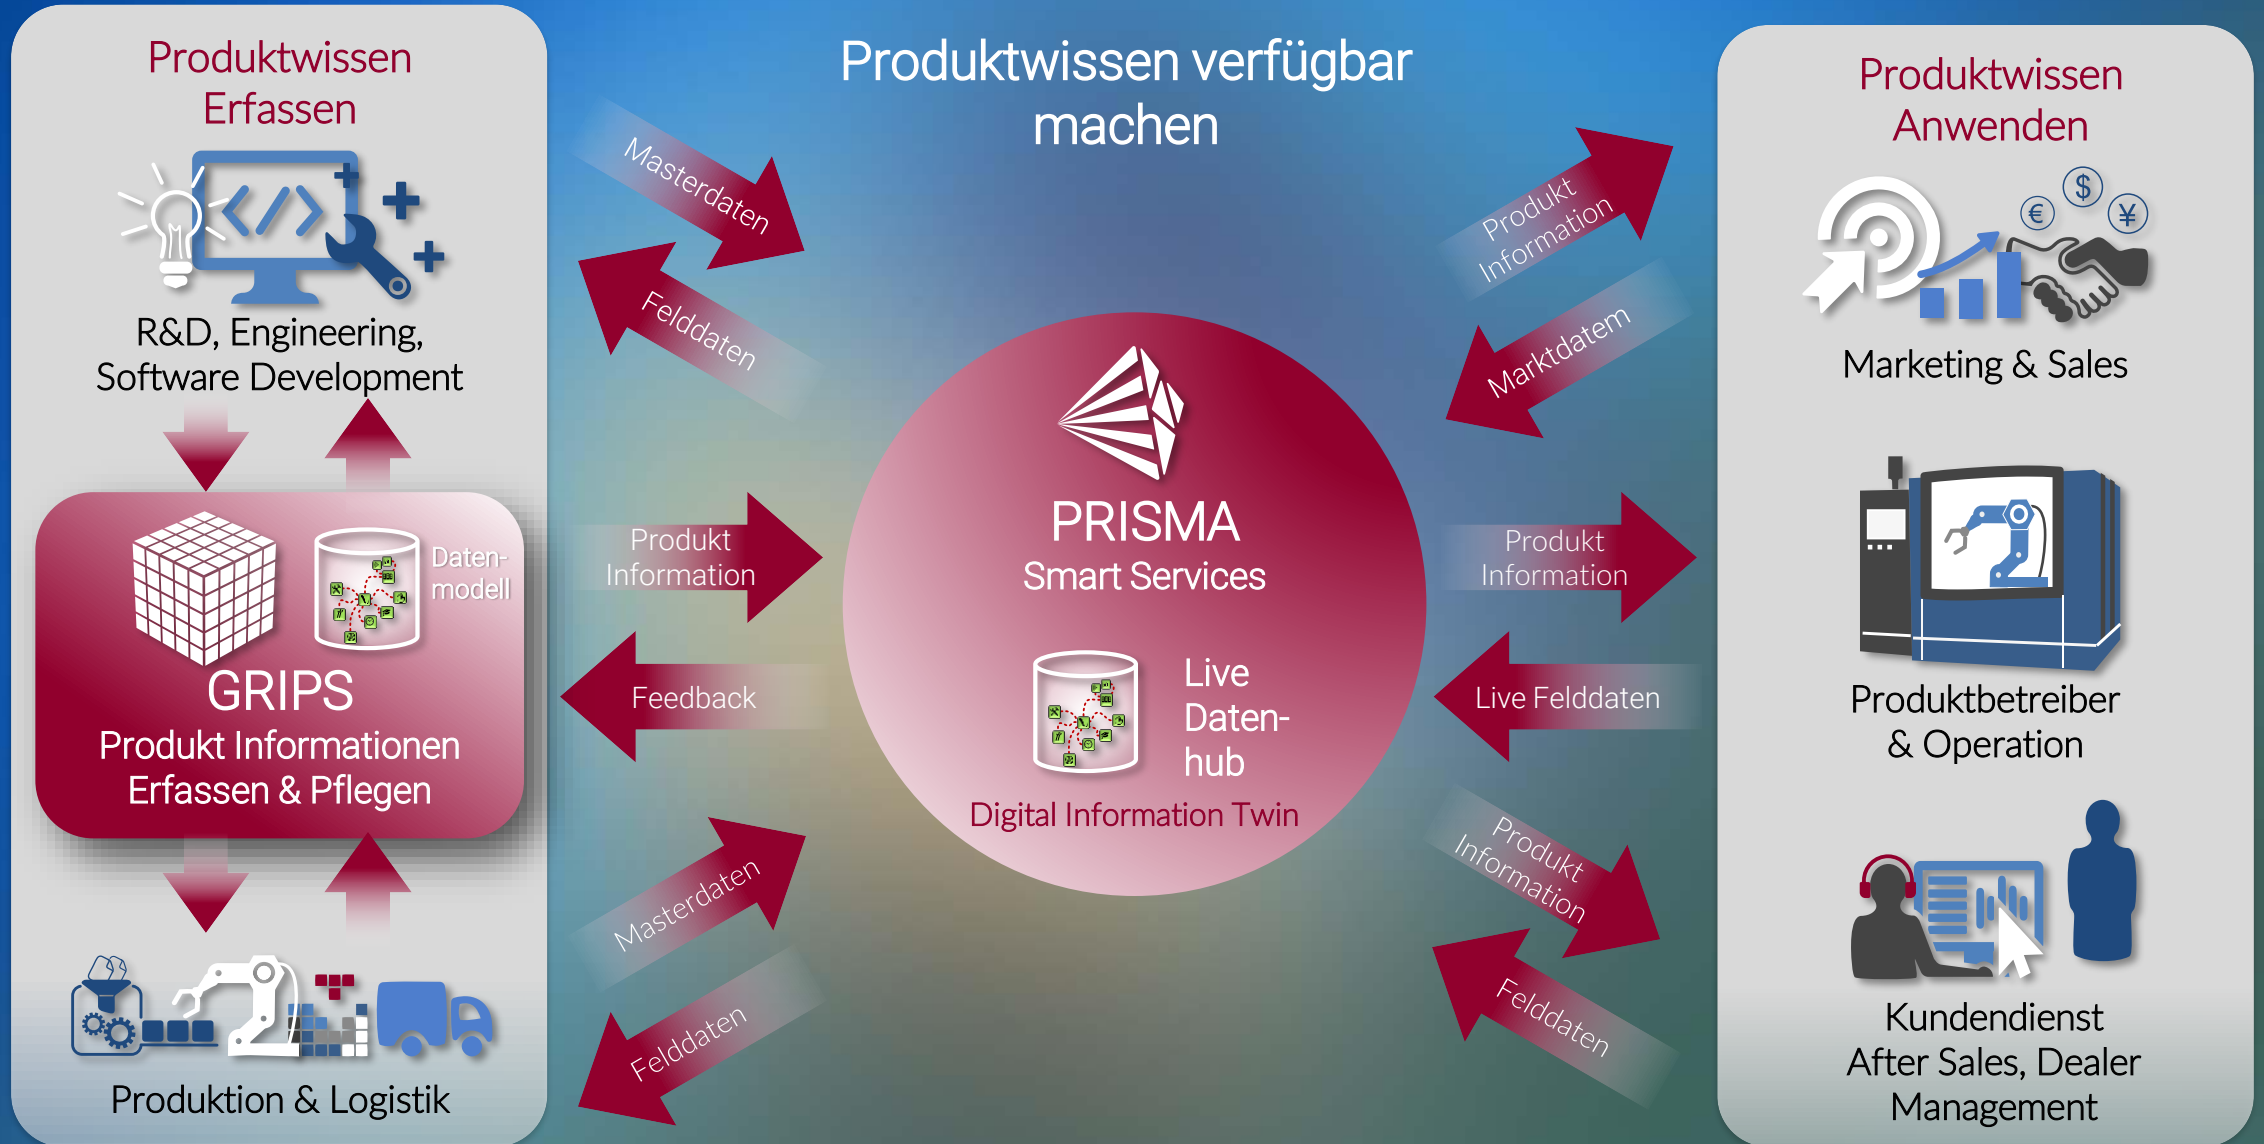 Produktwissen
Erfassen
R&D, Engineering,
Software Development
Daten-
modell
GRIPS
Produkt Informationen
Erfassen & Pflegen
Produktion & Logistik
Produktwissen verfügbar
machen
Masterdaten
Felddaten
Produkt
Information
Feedback
Masterdaten
Felddaten
PRISMA
Smart Services
Live
Daten-
hub
Digital Information Twin
Produkt
Information
Marktdatem
Produkt
Information
Live Felddaten
Produkt
Information
Felddaten
Produktwissen
Anwenden
€
$
¥
Marketing & Sales
Produktbetreiber
& Operation
Kundendienst
After Sales, Dealer
Management